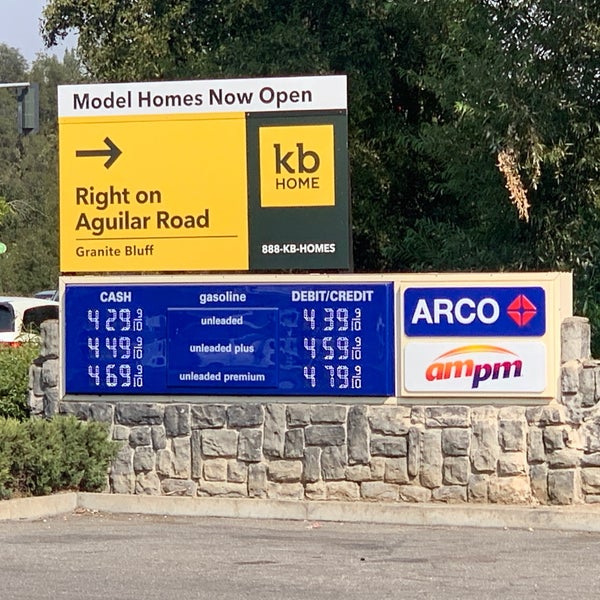 Model Homes Now Open
Right on
Aguilar Road
Granite Bluff
kb
HOME
888-KB-HOMES
CASH gasoline DEBIT/CREDIT
4 29 9/10 unleaded 4 39 9/10
4 49 9/10 unleaded plus 4 59 9/10
4 69 9/10 unleaded premium 4 79 9/10
ARCO
ampm